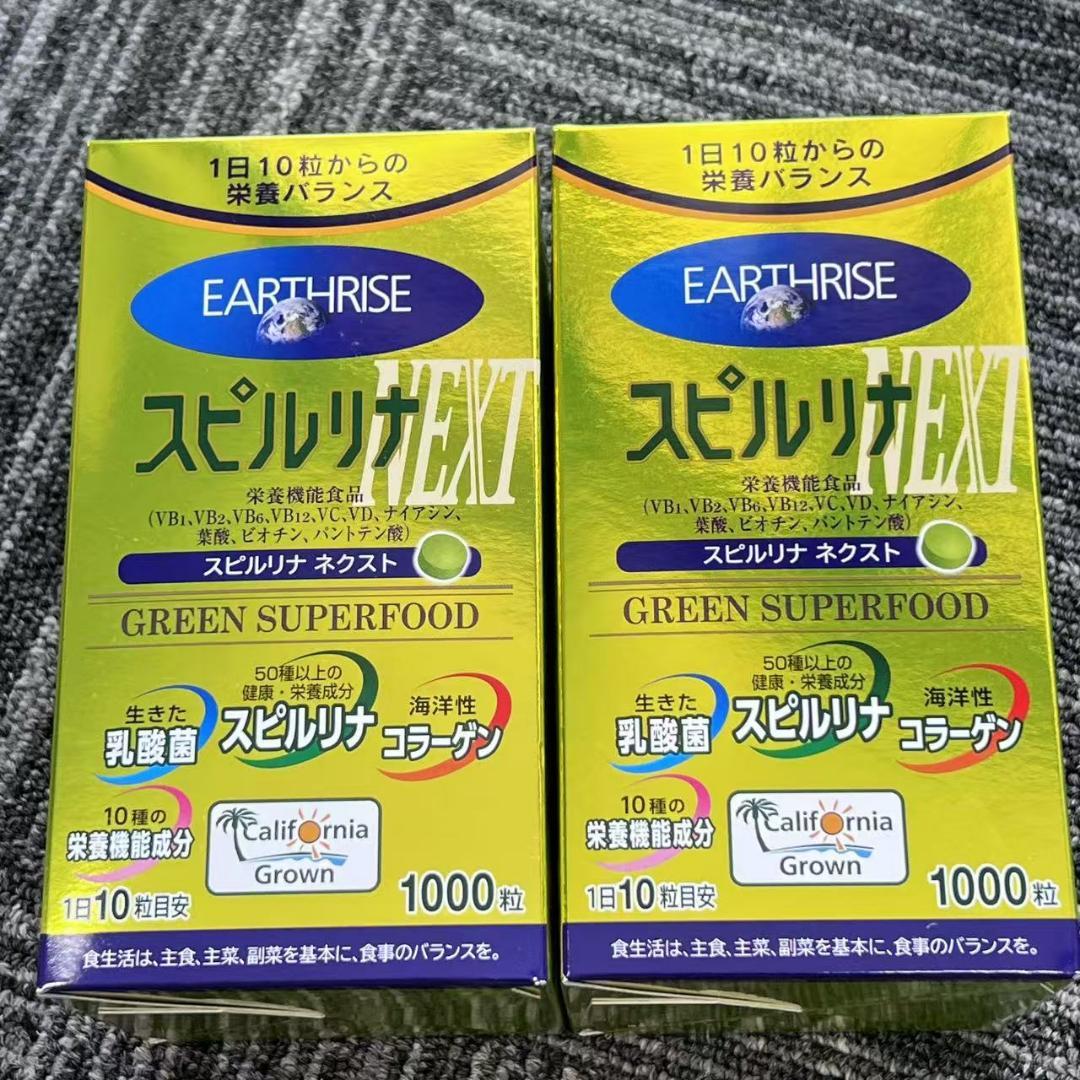 1日10粒からの
栄養バランス
EARTHRISE
スピルリナNEXT
栄養機能食品
(VB1、VB2、VB6、VB12、VC、VD、ナイアシン、
葉酸、ビオチン、パントテン酸)
スピルリナ ネクスト
GREEN SUPERFOOD
生きた
乳酸菌
50種以上の
健康・栄養成分
スピルリナ
海洋性
コラーゲン
10種の
栄養機能成分
California
Grown
1日10粒目安
1000粒
食生活は、主食、主菜、副菜を基本に、食事のバランスを。
1日10粒からの
栄養バランス
EARTHRISE
スピルリナNEXT
栄養機能食品
(VB1、VB2、VB6、VB12、VC、VD、ナイアシン、
葉酸、ビオチン、パントテン酸)
スピルリナ ネクスト
GREEN SUPERFOOD
生きた
乳酸菌
50種以上の
健康・栄養成分
スピルリナ
海洋性
コラーゲン
10種の
栄養機能成分
California
Grown
1日10粒目安
1000粒
食生活は、主食、主菜、副菜を基本に、食事のバランスを。